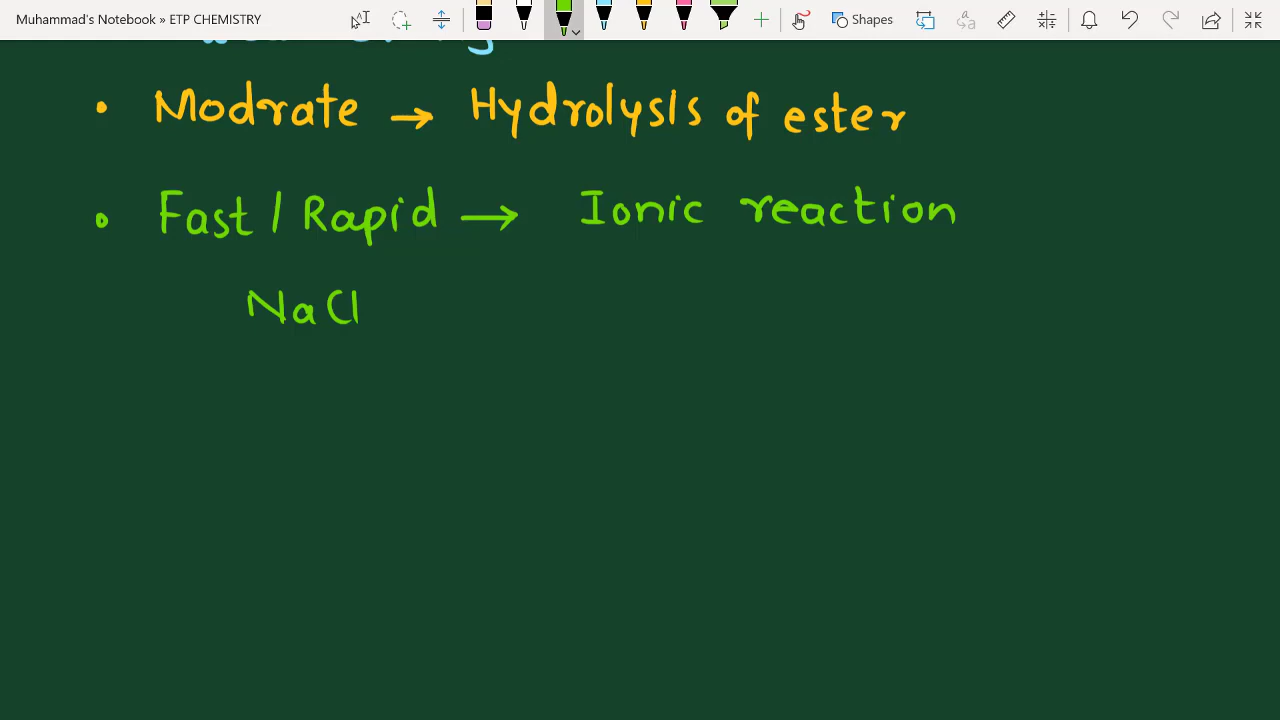 Muhammad's Notebook » ETP CHEMISTRY
Shapes
• Modrate → Hydrolysis of ester
• Fast / Rapid → Ionic reaction
NaCl